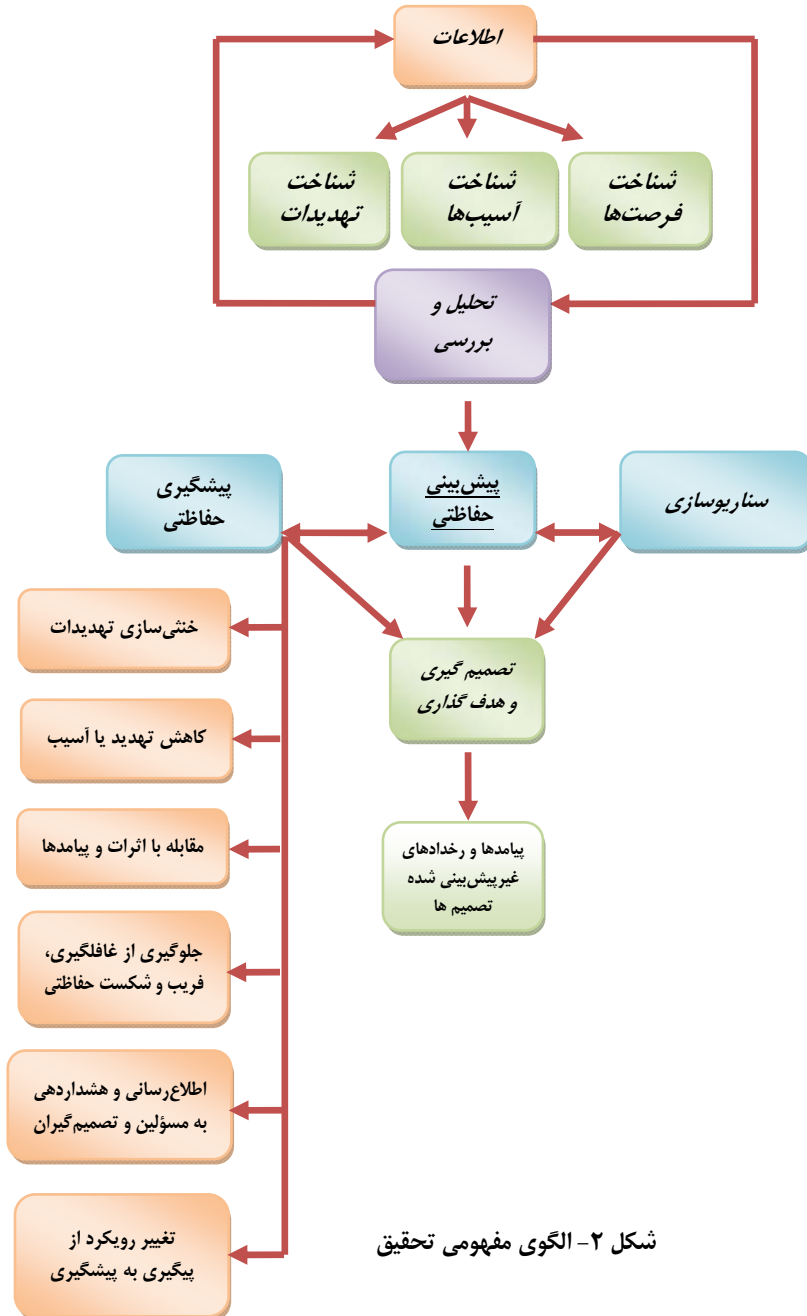 اطلاعات
شناخت
فرصت‌ها
شناخت
آسیب‌ها
شناخت
تهدیدات
تحلیل و
بررسی
سناریوسازی
پیش‌بینی
حفاظتی
پیشگیری
حفاظتی
تصمیم گیری
و هدف گذاری
پیامدها و رخدادهای
غیرپیش‌بینی شده
تصمیم ها
خنثی‌سازی تهدیدات
کاهش تهدید یا آسیب
مقابله با اثرات و پیامدها
جلوگیری از غافلگیری،
فریب و شکست حفاظتی
اطلاع‌رسانی و هشداردهی
به مسؤلین و تصمیم‌گیران
تغییر رویکرد از
پیگیری به پیشگیری
شکل ۲- الگوی مفهومی تحقیق